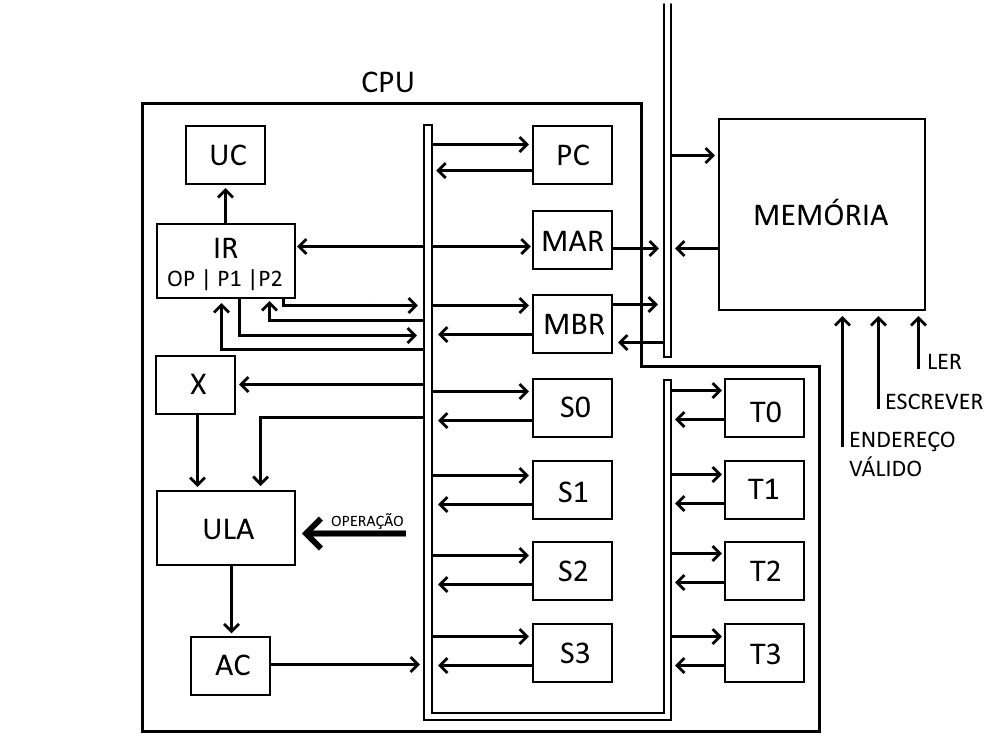 CPU
UC
PC
MEMÓRIA
IR
OP | P1 |P2
MAR
MBR
LER
X
S0
T0
ESCREVER
ENDEREÇO
VÁLIDO
S1
T1
ULA
OPERAÇÃO
S2
T2
AC
S3
T3